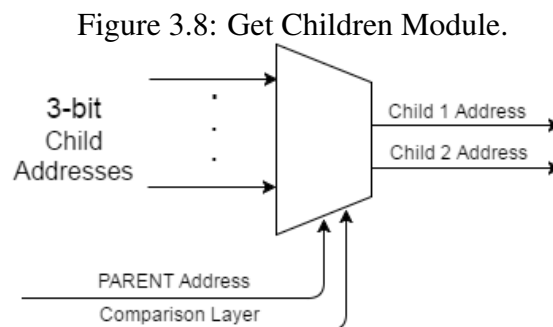 Figure 3.8: Get Children Module.
3-bit
Child
Addresses
Child 1 Address
Child 2 Address
PARENT Address
Comparison Layer